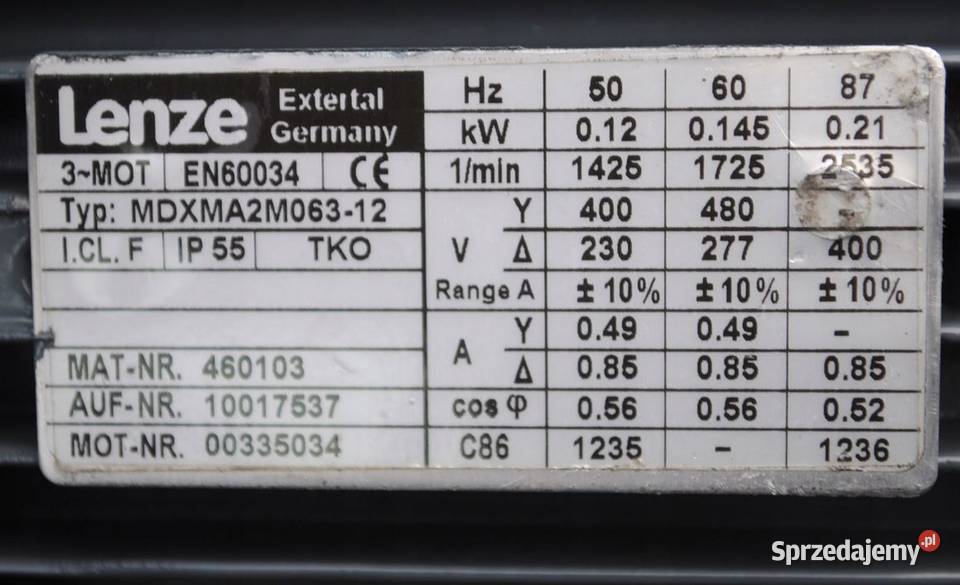 Lenze Extertal Germany
3~MOT EN60034 CE
Typ: MDXMA2M063-12
I.CL. F IP 55 TKO
MAT-NR. 460103
AUF-NR. 10017537
MOT-NR. 00335034
Hz 50 60 87
kW 0.12 0.145 0.21
1/min 1425 1725 2535
V Y 400 480
Δ 230 277 400
Range A ± 10% ± 10% ± 10%
A Y 0.49 0.49 -
Δ 0.85 0.85 0.85
cos φ 0.56 0.56 0.52
C86 1235 - 1236
Sprzedajemy.pl